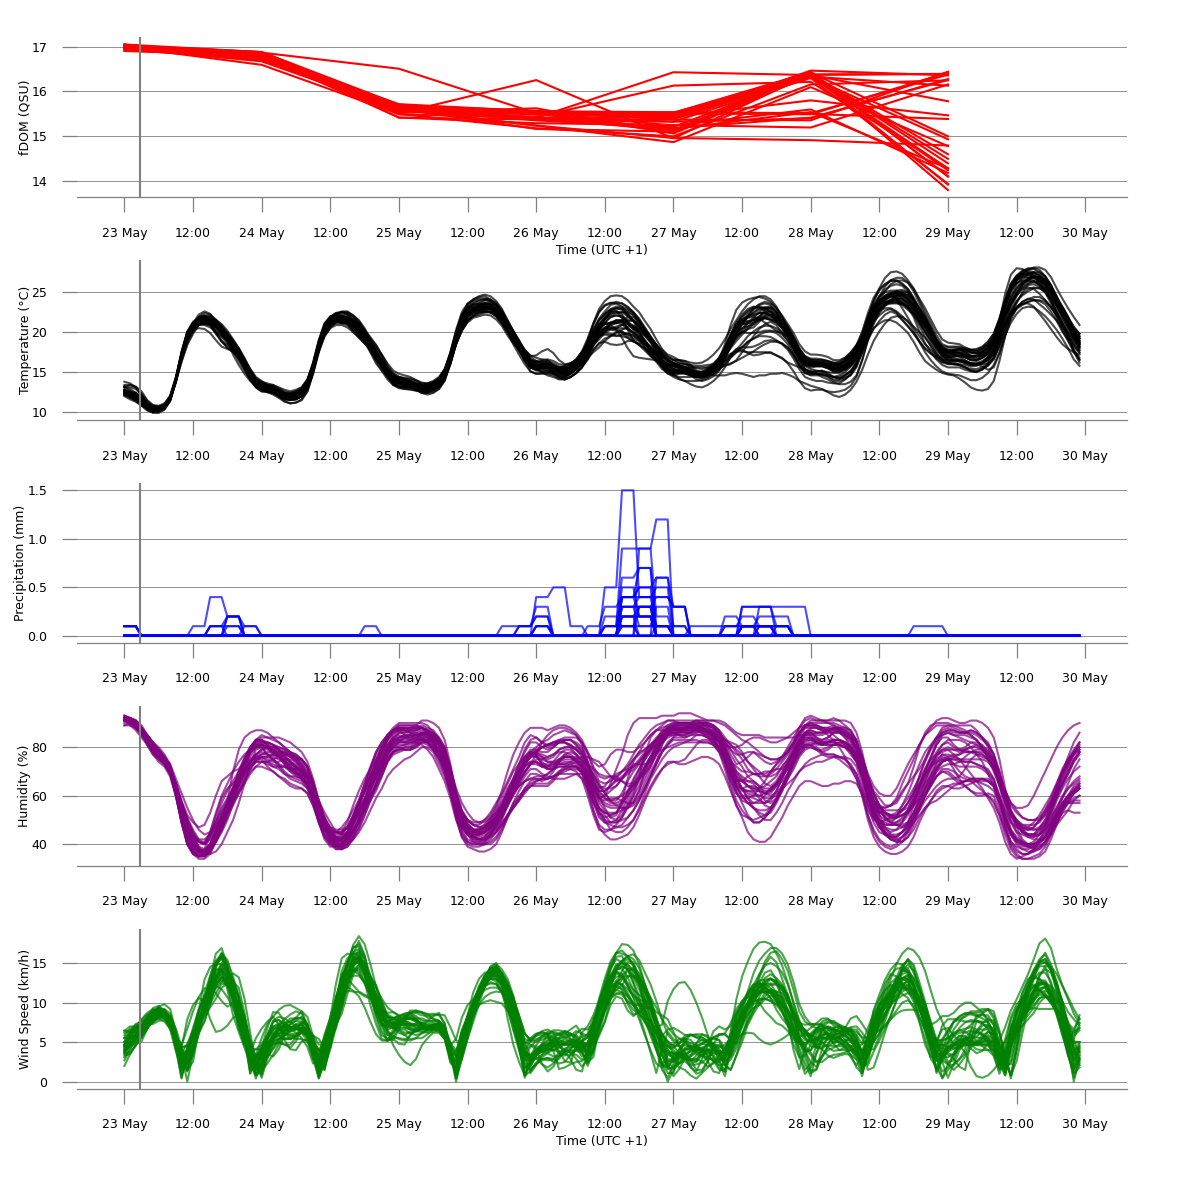 fDOM (QSU)
17
16
15
14
23 May 12:00 24 May 12:00 25 May 12:00 26 May 12:00 27 May 12:00 28 May 12:00 29 May 12:00 30 May
Time (UTC +1)
Temperature (°C)
25
20
15
10
23 May 12:00 24 May 12:00 25 May 12:00 26 May 12:00 27 May 12:00 28 May 12:00 29 May 12:00 30 May
Precipitation (mm)
1.5
1.0
0.5
0.0
23 May 12:00 24 May 12:00 25 May 12:00 26 May 12:00 27 May 12:00 28 May 12:00 29 May 12:00 30 May
Humidity (%)
80
60
40
23 May 12:00 24 May 12:00 25 May 12:00 26 May 12:00 27 May 12:00 28 May 12:00 29 May 12:00 30 May
Wind Speed (km/h)
15
10
5
0
23 May 12:00 24 May 12:00 25 May 12:00 26 May 12:00 27 May 12:00 28 May 12:00 29 May 12:00 30 May
Time (UTC +1)